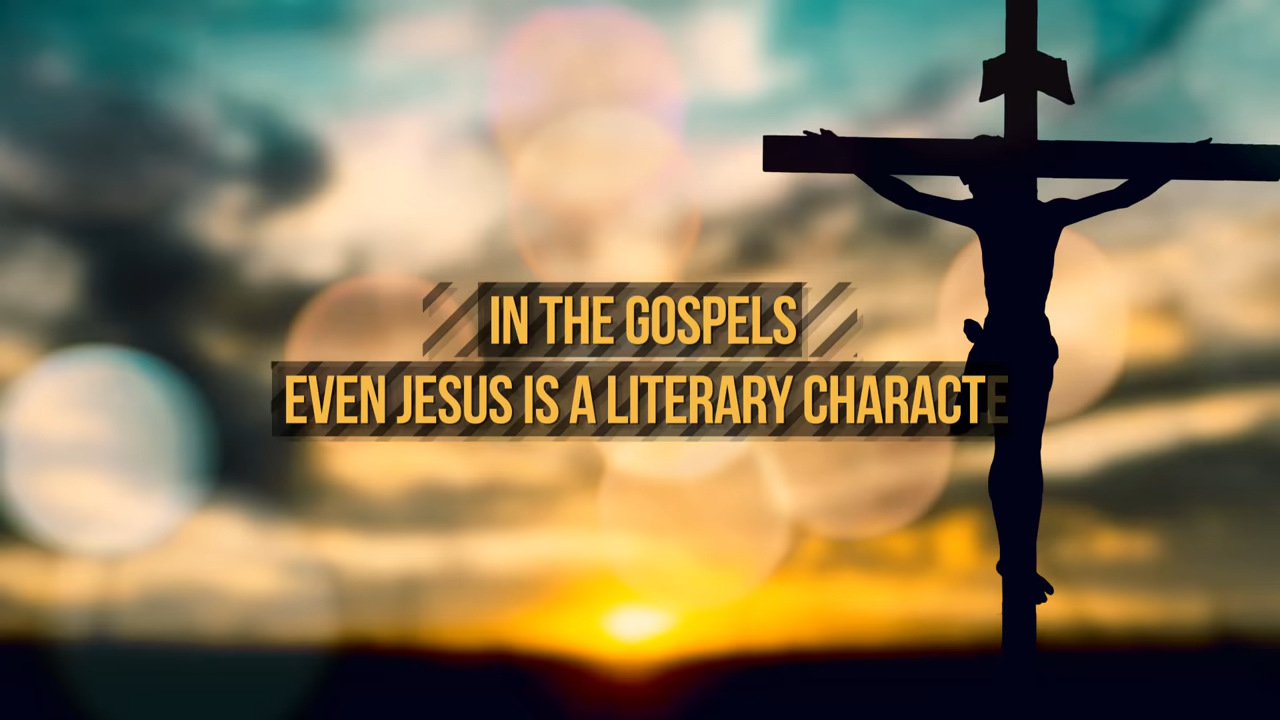 IN THE GOSPELS
EVEN JESUS IS A LITERARY CHARACTE